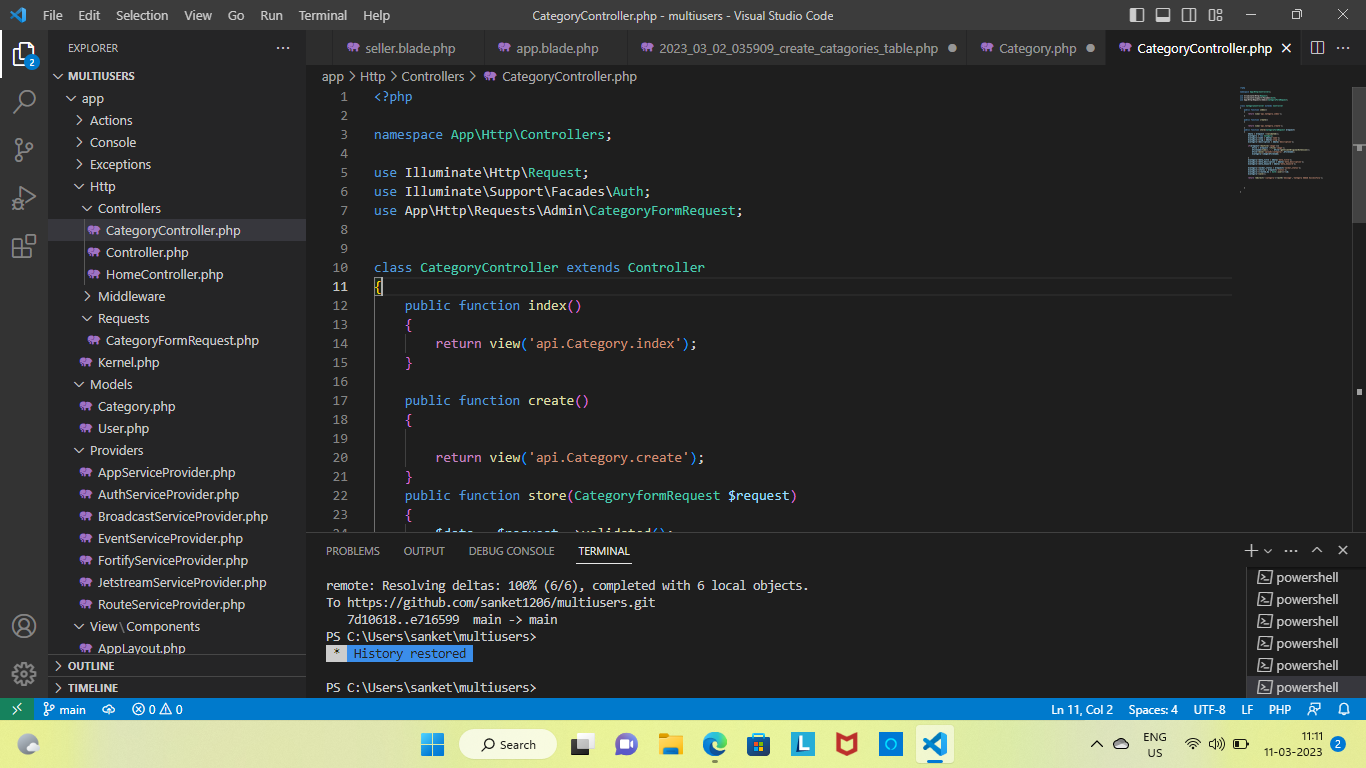 File Edit Selection View Go Run Terminal Help
CategoryController.php - multiusers - Visual Studio Code
EXPLORER
2
MULTIUSERS
app
Actions
Console
Exceptions
Http
Controllers
CategoryController.php
Controller.php
HomeController.php
Middleware
Requests
CategoryFormRequest.php
Kernel.php
Models
Category.php
User.php
Providers
AppServiceProvider.php
AuthServiceProvider.php
BroadcastServiceProvider.php
EventServiceProvider.php
FortifyServiceProvider.php
JetstreamServiceProvider.php
RouteServiceProvider.php
View\Components
AppLayout.php
OUTLINE
TIMELINE
seller.blade.php app.blade.php 2023_03_02_035909_create_catagories_table.php Category.php CategoryController.php
app > Http > Controllers > CategoryController.php
1 <?php
2
3 namespace App\Http\Controllers;
4
5 use Illuminate\Http\Request;
6 use Illuminate\Support\Facades\Auth;
7 use App\Http\Requests\Admin\CategoryFormRequest;
8
9
10 class CategoryController extends Controller
11 {
12 public function index()
13 {
14 return view('api.Category.index');
15 }
16
17 public function create()
18 {
19
20 return view('api.Category.create');
21 }
22 public function store(CategoryformRequest $request)
23 {
PROBLEMS OUTPUT DEBUG CONSOLE TERMINAL
remote: Resolving deltas: 100% (6/6), completed with 6 local objects.
To https://github.com/sanket1206/multiusers.git
7d10618..e716599 main -> main
PS C:\Users\sanket\multiusers>
* History restored
PS C:\Users\sanket\multiusers>
powershell
powershell
powershell
powershell
powershell
powershell
main 0 0 Ln 11, Col 2 Spaces: 4 UTF-8 LF PHP
Search
ENG
US
11:11
11-03-2023
2